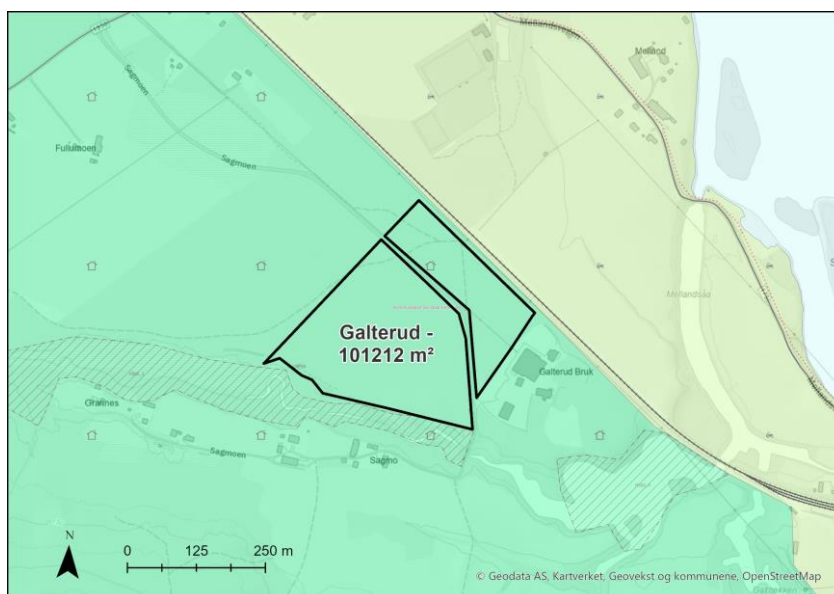 Mellandsvegen
Melland
Sagmoen
Fullumoen
Sagmoen
Mellandsåa
Galterud -
101212 m²
Galterud Bruk
Grannes
Sagmoen
Sagmo
N
0 125 250 m
© Geodata AS, Kartverket, Geovekst og kommunene, OpenStreetMap